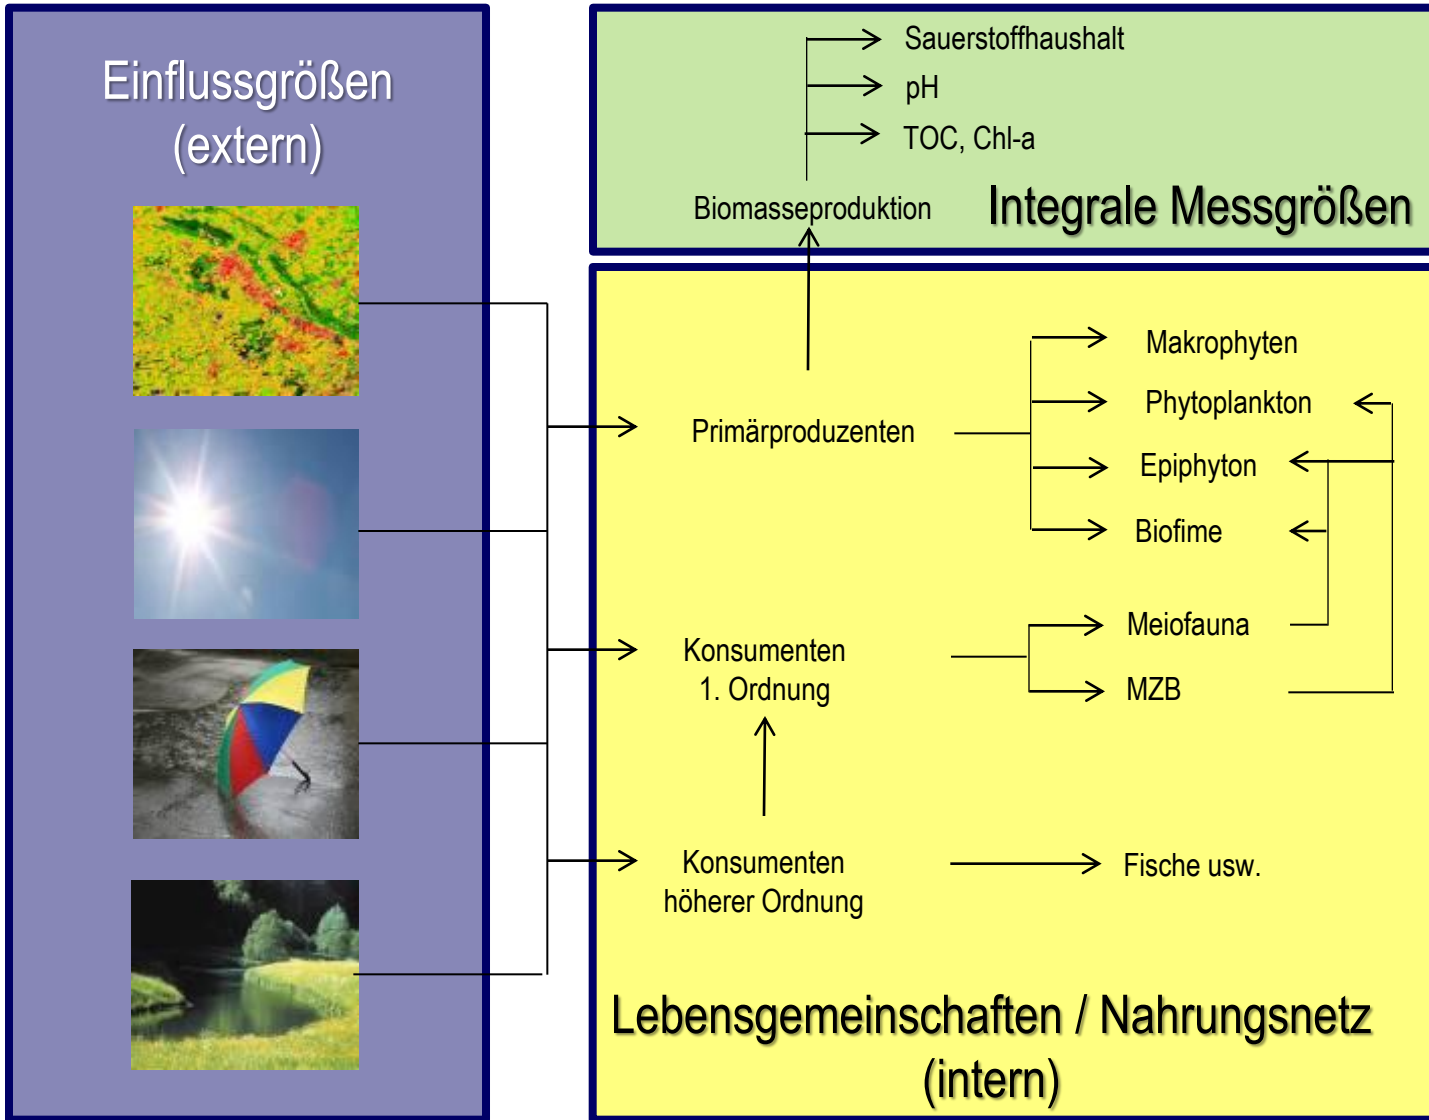 Einflussgrößen
(extern)
Sauerstoffhaushalt
pH
TOC, Chl-a
Biomasseproduktion
Integrale Messgrößen
Primärproduzenten
Makrophyten
Phytoplankton
Epiphyton
Biofime
Konsumenten
1. Ordnung
Meiofauna
MZB
Konsumenten
höherer Ordnung
Fische usw.
Lebensgemeinschaften / Nahrungsnetz
(intern)